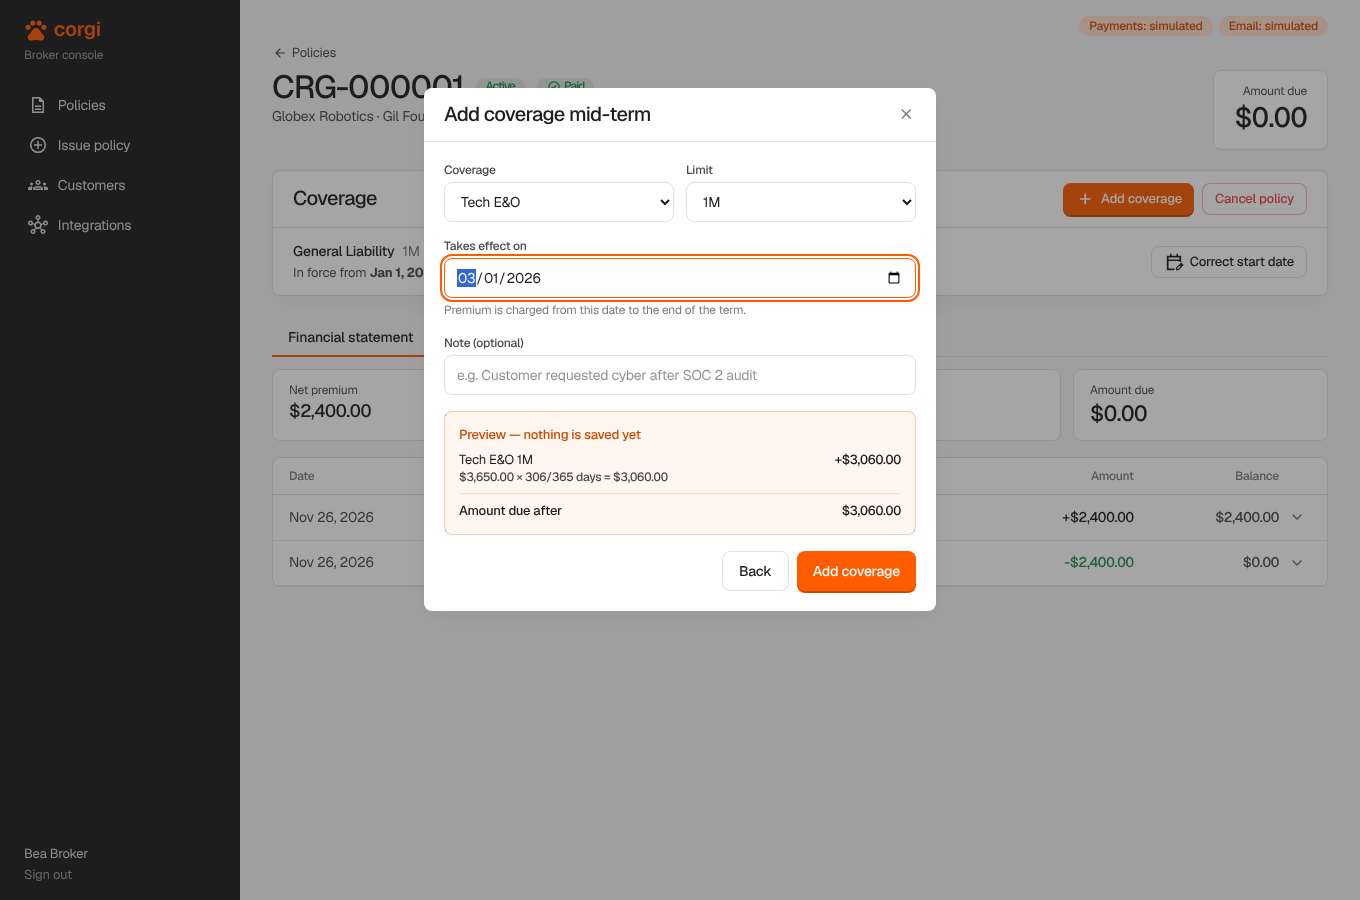 corgi
Broker console
Policies
Issue policy
Customers
Integrations
Bea Broker
Sign out
Payments: simulated
Email: simulated
Policies
CRG-000001
Active
Paid
Globex Robotics · Gil Fou
Amount due
$0.00
Coverage
Add coverage
Cancel policy
General Liability 1M
In force from Jan 1, 20
Correct start date
Financial statement
Net premium
$2,400.00
Amount due
$0.00
Date
Amount
Balance
Nov 26, 2026
+$2,400.00
$2,400.00
Nov 26, 2026
-$2,400.00
$0.00
Add coverage mid-term
Coverage
Limit
Tech E&O
1M
Takes effect on
03/01/2026
Premium is charged from this date to the end of the term.
Note (optional)
e.g. Customer requested cyber after SOC 2 audit
Preview — nothing is saved yet
Tech E&O 1M
+$3,060.00
$3,650.00 × 306/365 days = $3,060.00
Amount due after
$3,060.00
Back
Add coverage